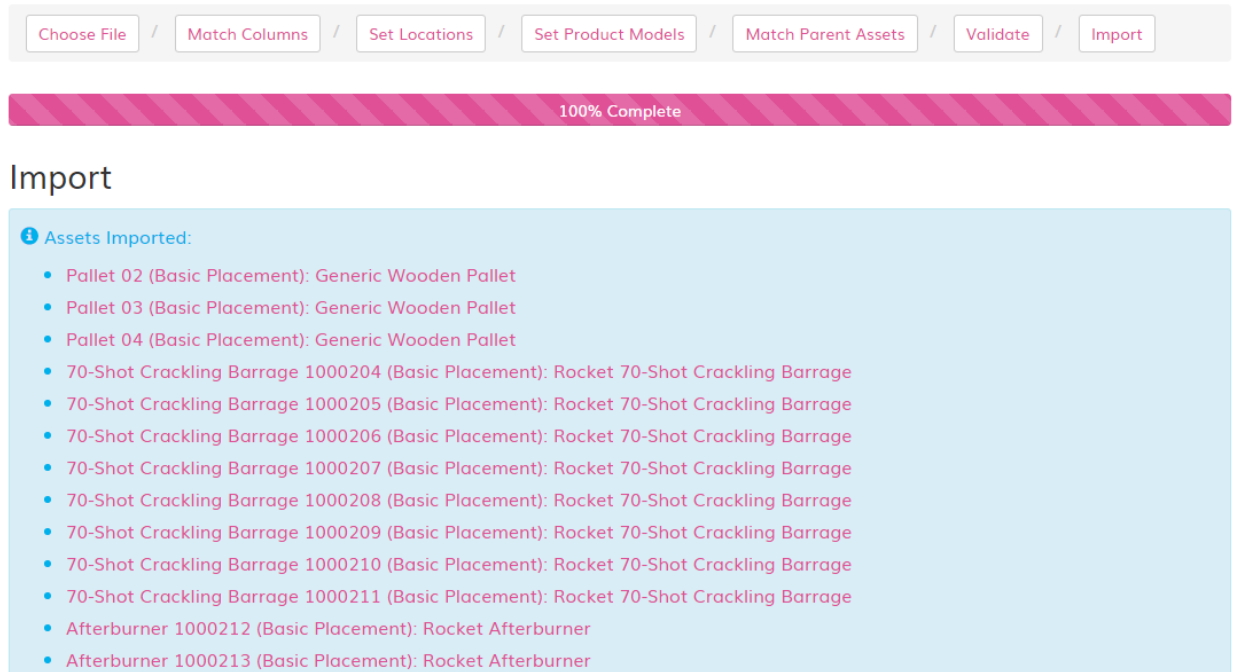 Choose File / Match Columns / Set Locations / Set Product Models / Match Parent Assets / Validate / Import
100% Complete
Import
Assets Imported:
Pallet 02 (Basic Placement): Generic Wooden Pallet
Pallet 03 (Basic Placement): Generic Wooden Pallet
Pallet 04 (Basic Placement): Generic Wooden Pallet
70-Shot Crackling Barrage 1000204 (Basic Placement): Rocket 70-Shot Crackling Barrage
70-Shot Crackling Barrage 1000205 (Basic Placement): Rocket 70-Shot Crackling Barrage
70-Shot Crackling Barrage 1000206 (Basic Placement): Rocket 70-Shot Crackling Barrage
70-Shot Crackling Barrage 1000207 (Basic Placement): Rocket 70-Shot Crackling Barrage
70-Shot Crackling Barrage 1000208 (Basic Placement): Rocket 70-Shot Crackling Barrage
70-Shot Crackling Barrage 1000209 (Basic Placement): Rocket 70-Shot Crackling Barrage
70-Shot Crackling Barrage 1000210 (Basic Placement): Rocket 70-Shot Crackling Barrage
70-Shot Crackling Barrage 1000211 (Basic Placement): Rocket 70-Shot Crackling Barrage
Afterburner 1000212 (Basic Placement): Rocket Afterburner
Afterburner 1000213 (Basic Placement): Rocket Afterburner